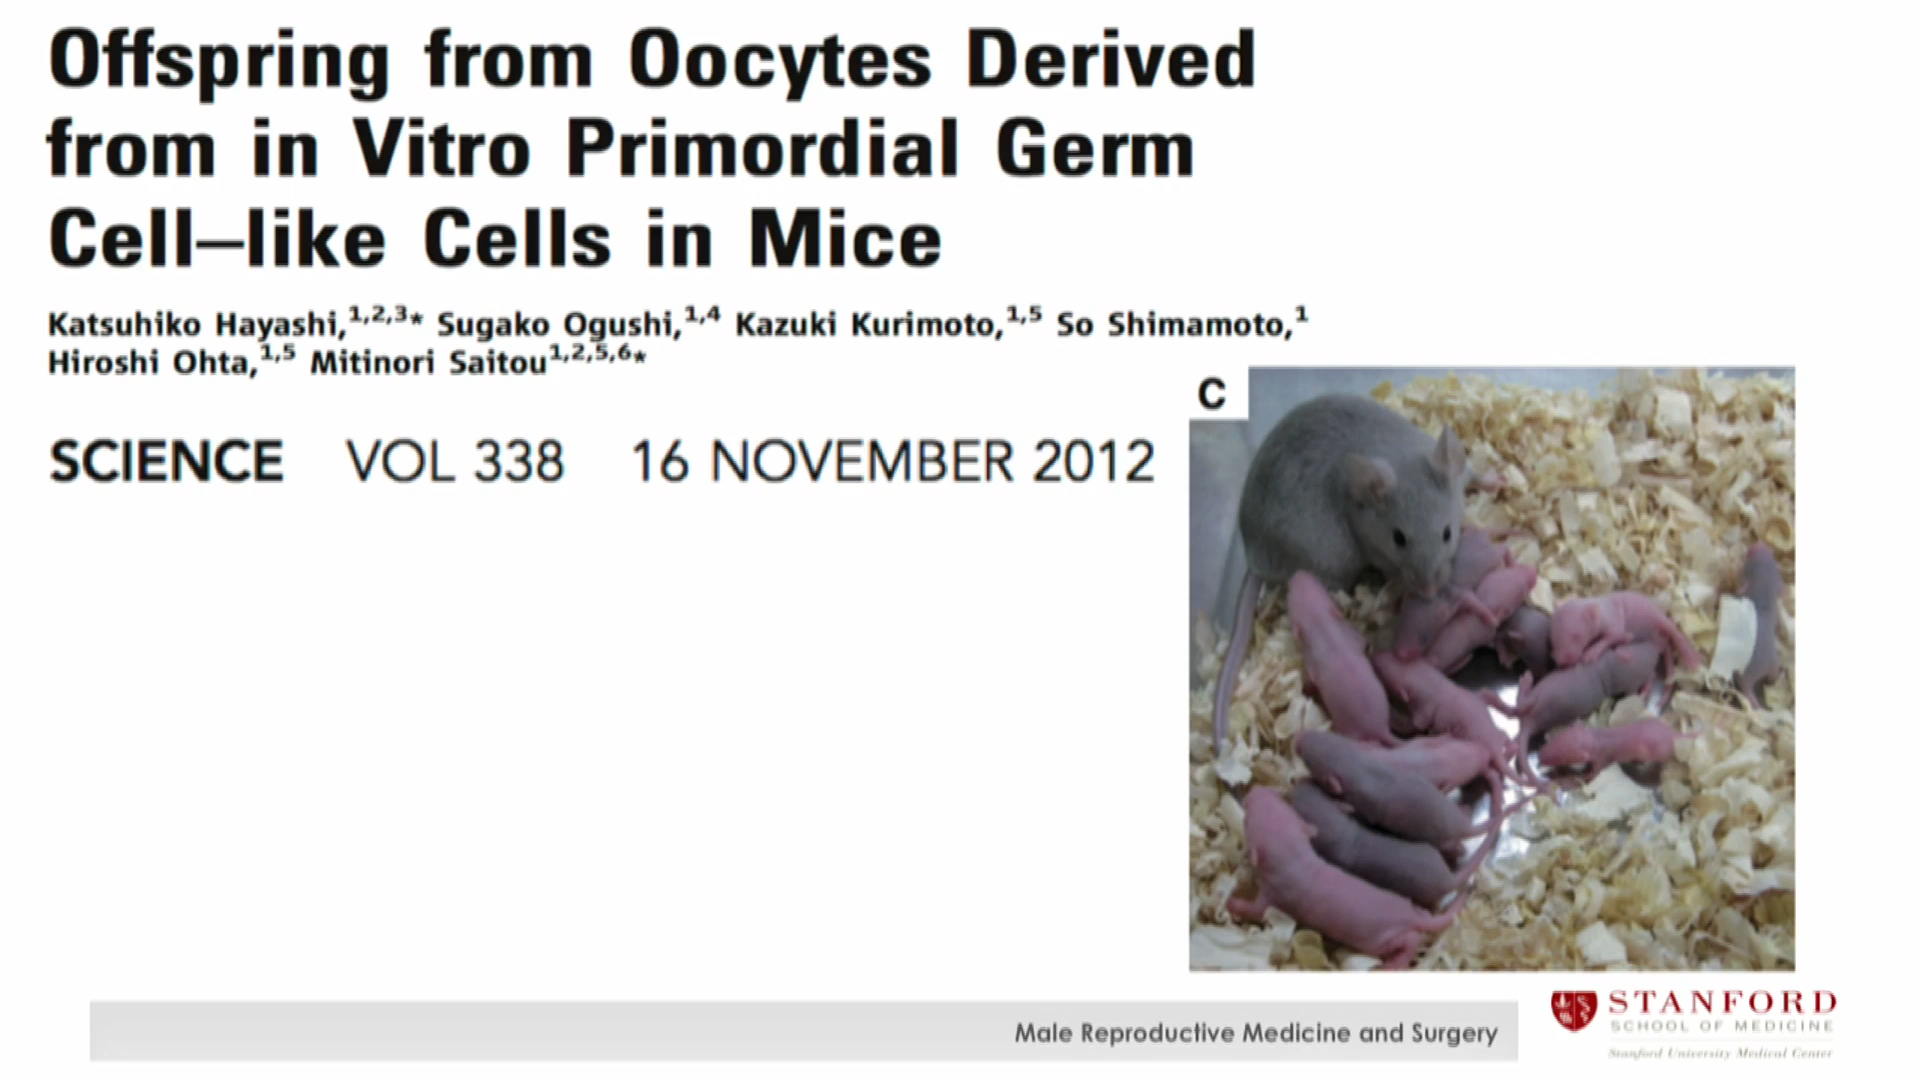 Offspring from Oocytes Derived
from in Vitro Primordial Germ
Cell—like Cells in Mice
Katsuhiko Hayashi,1,2,3* Sugako Ogushi,1,4 Kazuki Kurimoto,1,5 So Shimamoto,1
Hiroshi Ohta,1,5 Mitinori Saitou1,2,5,6*
SCIENCE VOL 338 16 NOVEMBER 2012
C
Male Reproductive Medicine and Surgery
STANFORD
SCHOOL OF MEDICINE
Stanford University Medical Center